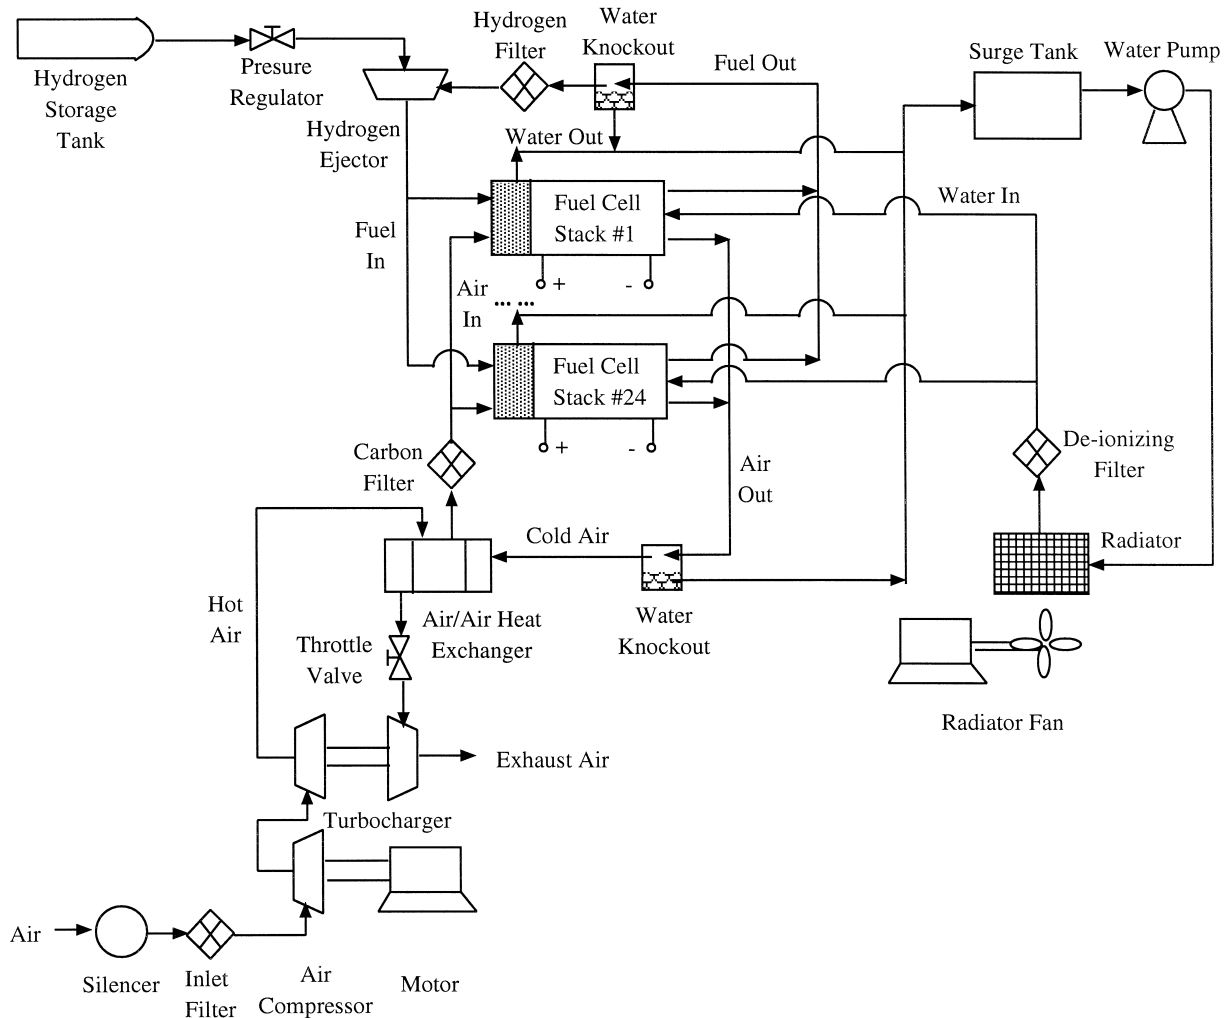 Hydrogen
Storage
Tank
Presure
Regulator
Hydrogen
Ejector
Hydrogen
Filter
Water
Knockout
Fuel Out
Water Out
Surge Tank
Water Pump
Fuel Cell
Stack #1
+
-
Water In
Fuel
In
Air
In
... ...
Fuel Cell
Stack #24
+
-
Carbon
Filter
Air
Out
De-ionizing
Filter
Cold Air
Radiator
Hot
Air
Air/Air Heat
Exchanger
Water
Knockout
Throttle
Valve
Radiator Fan
Exhaust Air
Turbocharger
Air
Silencer
Inlet
Filter
Air
Compressor
Motor